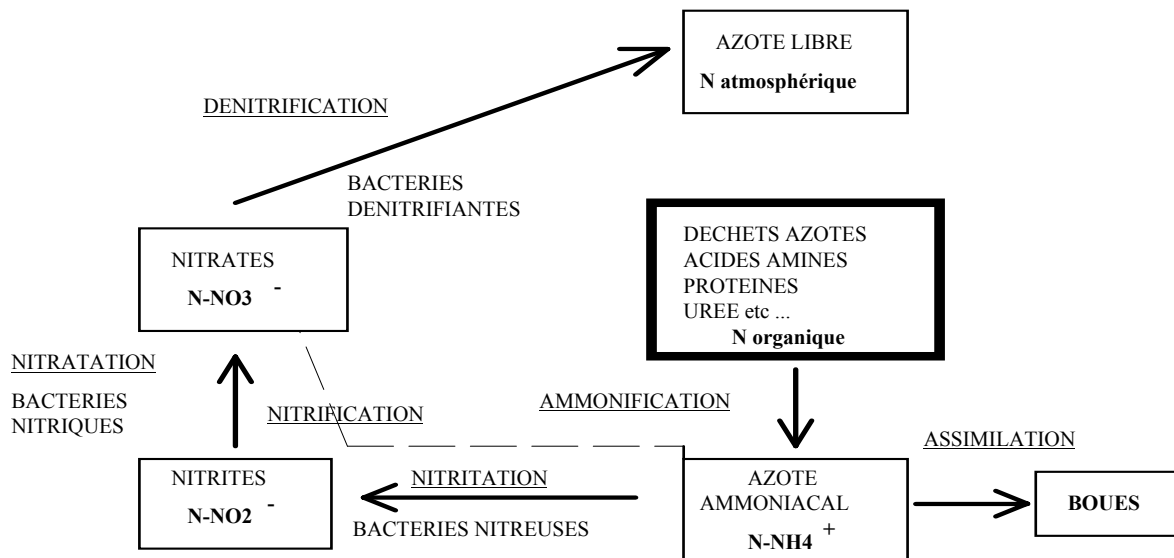 AZOTE LIBRE
N atmosphérique
DENITRIFICATION
BACTERIES
DENITRIFIANTES
DECHETS AZOTES
ACIDES AMINES
PROTEINES
UREE etc ...
N organique
NITRATES
N-NO3 -
NITRATATION
BACTERIES
NITRIQUES
NITRIFICATION
AMMONIFICATION
ASSIMILATION
NITRITES
N-NO2 -
NITRITATION
BACTERIES NITREUSES
AZOTE
AMMONIACAL
N-NH4 +
BOUES